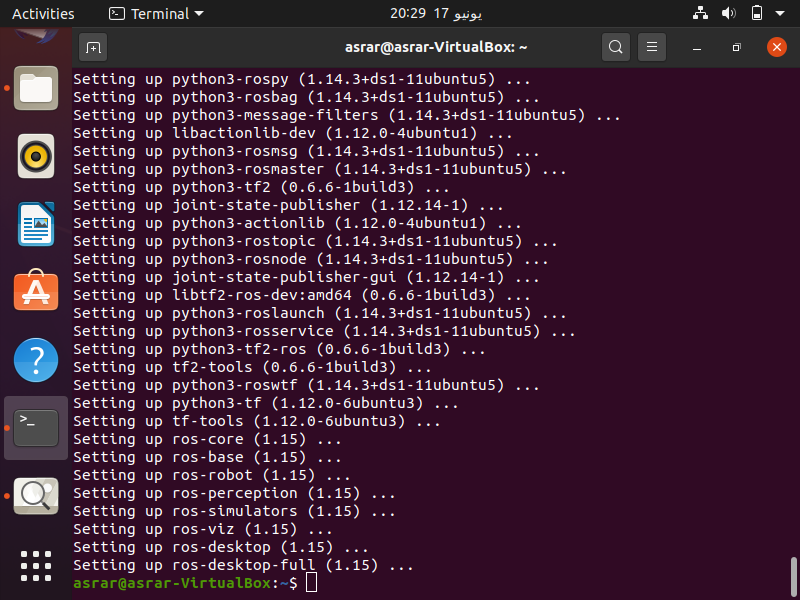 Activities
Terminal
20:29 17 يونيو
asrar@asrar-VirtualBox: ~
Setting up python3-rospy (1.14.3+ds1-11ubuntu5) ...
Setting up python3-rosbag (1.14.3+ds1-11ubuntu5) ...
Setting up python3-message-filters (1.14.3+ds1-11ubuntu5) ...
Setting up libactionlib-dev (1.12.0-4ubuntu1) ...
Setting up python3-rosmsg (1.14.3+ds1-11ubuntu5) ...
Setting up python3-rosmaster (1.14.3+ds1-11ubuntu5) ...
Setting up python3-tf2 (0.6.6-1build3) ...
Setting up joint-state-publisher (1.12.14-1) ...
Setting up python3-actionlib (1.12.0-4ubuntu1) ...
Setting up python3-rostopic (1.14.3+ds1-11ubuntu5) ...
Setting up python3-rosnode (1.14.3+ds1-11ubuntu5) ...
Setting up joint-state-publisher-gui (1.12.14-1) ...
Setting up libtf2-ros-dev:amd64 (0.6.6-1build3) ...
Setting up python3-roslaunch (1.14.3+ds1-11ubuntu5) ...
Setting up python3-rosservice (1.14.3+ds1-11ubuntu5) ...
Setting up python3-tf2-ros (0.6.6-1build3) ...
Setting up tf2-tools (0.6.6-1build3) ...
Setting up python3-roswtf (1.14.3+ds1-11ubuntu5) ...
Setting up python3-tf (1.12.0-6ubuntu3) ...
Setting up tf-tools (1.12.0-6ubuntu3) ...
Setting up ros-core (1.15) ...
Setting up ros-base (1.15) ...
Setting up ros-robot (1.15) ...
Setting up ros-perception (1.15) ...
Setting up ros-simulators (1.15) ...
Setting up ros-viz (1.15) ...
Setting up ros-desktop (1.15) ...
Setting up ros-desktop-full (1.15) ...
asrar@asrar-VirtualBox:~$